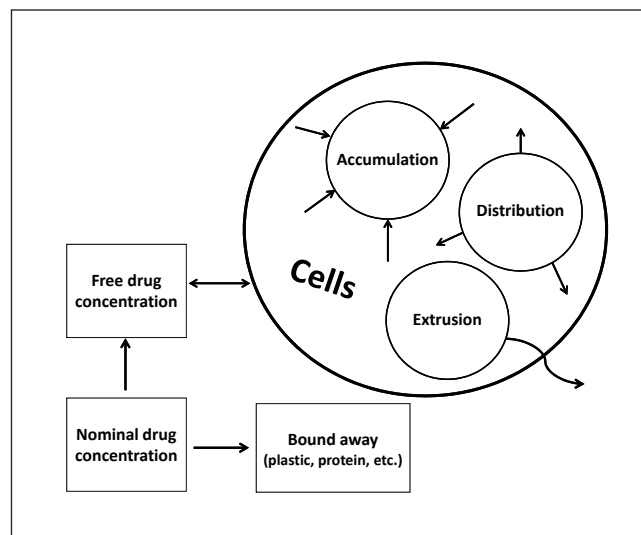 Accumulation
Distribution
Cells
Extrusion
Free drug
concentration
Nominal drug
concentration
Bound away
(plastic, protein, etc.)